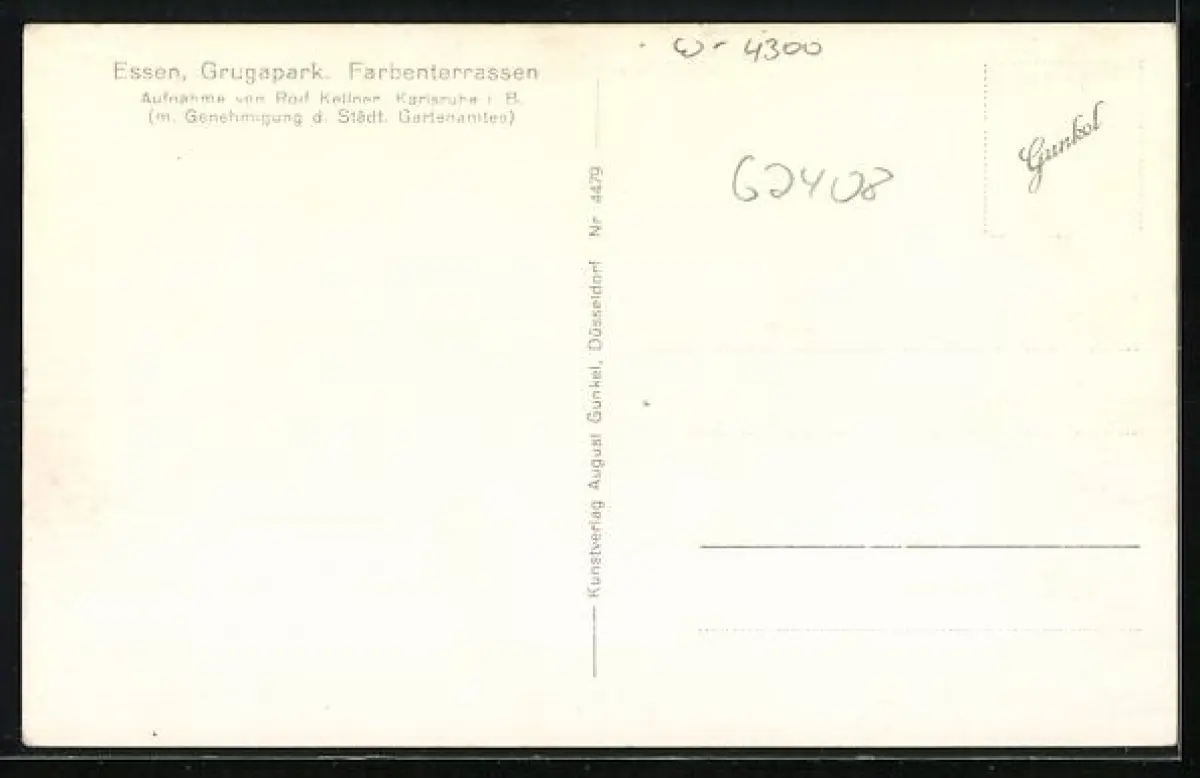 Essen, Grugapark. Farbenterrassen
Aufnahme von Rolf Kellner Karlsruhe i. B.
(m. Genehmigung d. Städt. Gartenamtes)
Kunstverlag August Gunkel, Düsseldorf Nr 4479
W-4300
62408
Gunkel